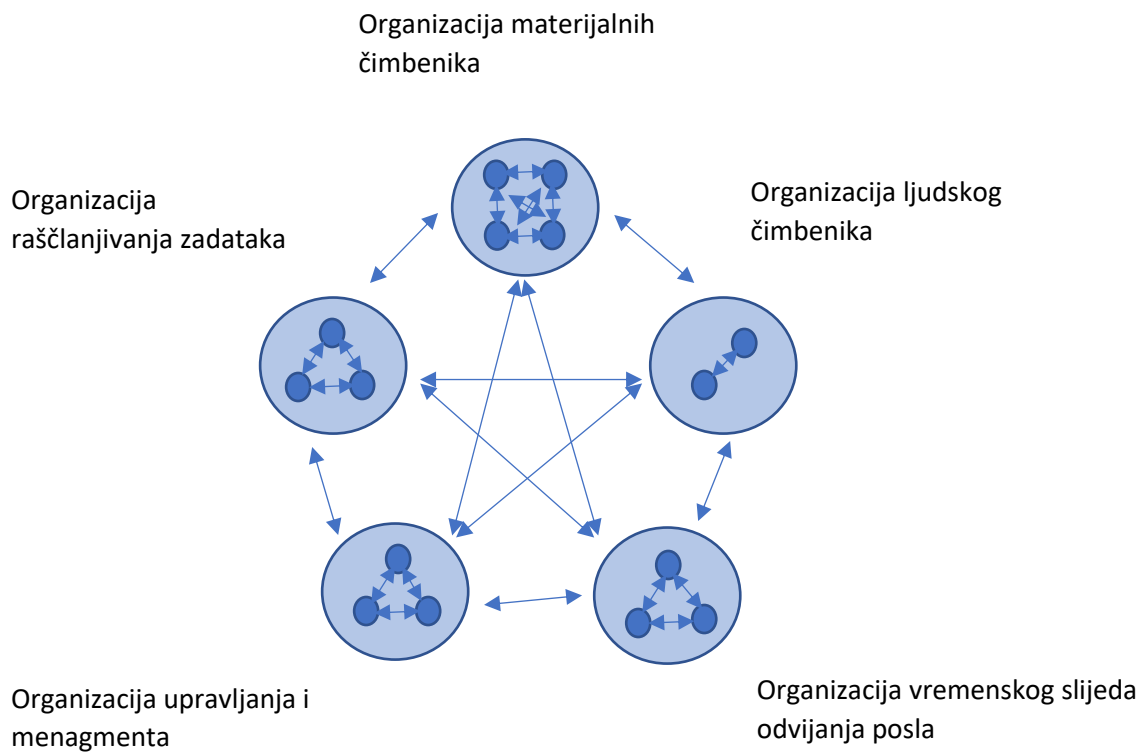 Organizacija materijalnih
čimbenika
Organizacija
raščlanjivanja zadataka
Organizacija ljudskog
čimbenika
Organizacija upravljanja i
menagmenta
Organizacija vremenskog slijeda
odvijanja posla